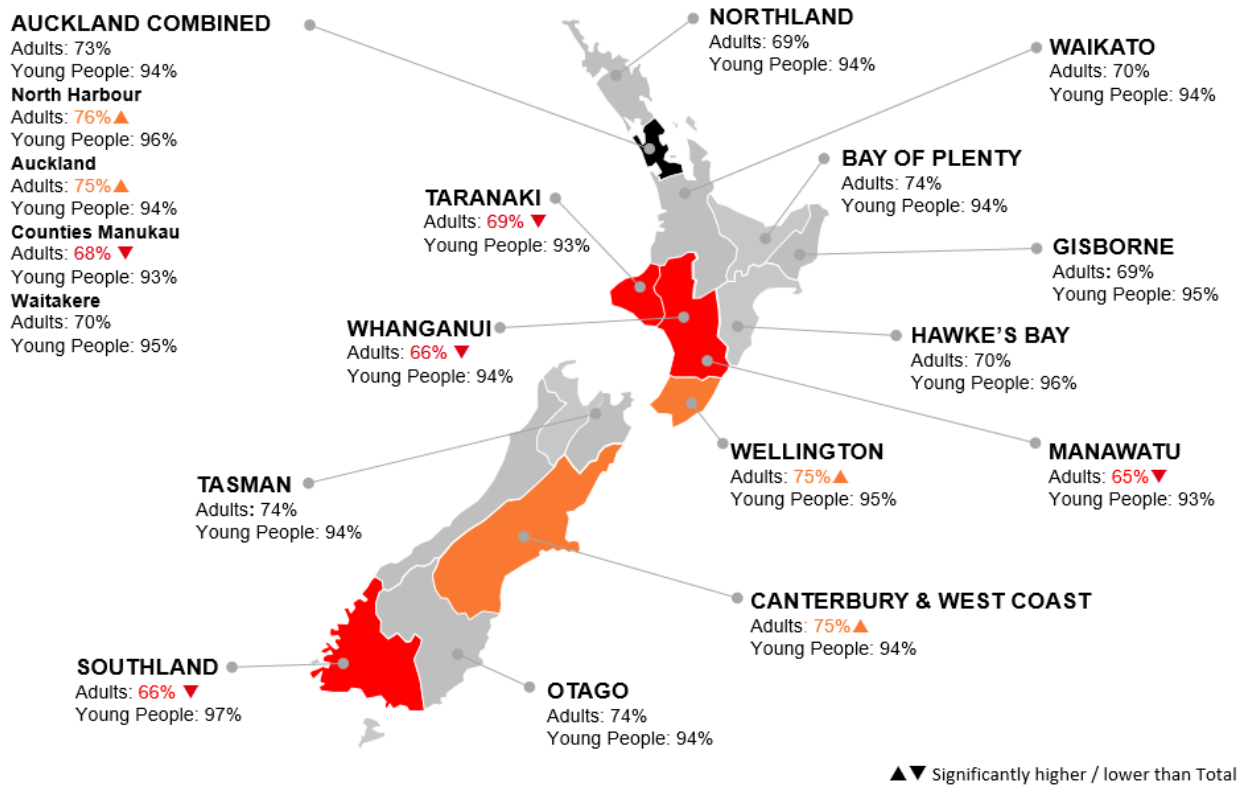 AUCKLAND COMBINED
Adults: 73%
Young People: 94%
North Harbour
Adults: 76%▲
Young People: 96%
Auckland
Adults: 75%▲
Young People: 94%
Counties Manukau
Adults: 68% ▼
Young People: 93%
Waitakere
Adults: 70%
Young People: 95%
NORTHLAND
Adults: 69%
Young People: 94%
WAIKATO
Adults: 70%
Young People: 94%
BAY OF PLENTY
Adults: 74%
Young People: 94%
TARANAKI
Adults: 69% ▼
Young People: 93%
GISBORNE
Adults: 69%
Young People: 95%
WHANGANUI
Adults: 66% ▼
Young People: 94%
HAWKE’S BAY
Adults: 70%
Young People: 96%
WELLINGTON
Adults: 75%▲
Young People: 95%
MANAWATU
Adults: 65%▼
Young People: 93%
TASMAN
Adults: 74%
Young People: 94%
CANTERBURY & WEST COAST
Adults: 75%▲
Young People: 94%
SOUTHLAND
Adults: 66% ▼
Young People: 97%
OTAGO
Adults: 74%
Young People: 94%
▲▼ Significantly higher / lower than Total